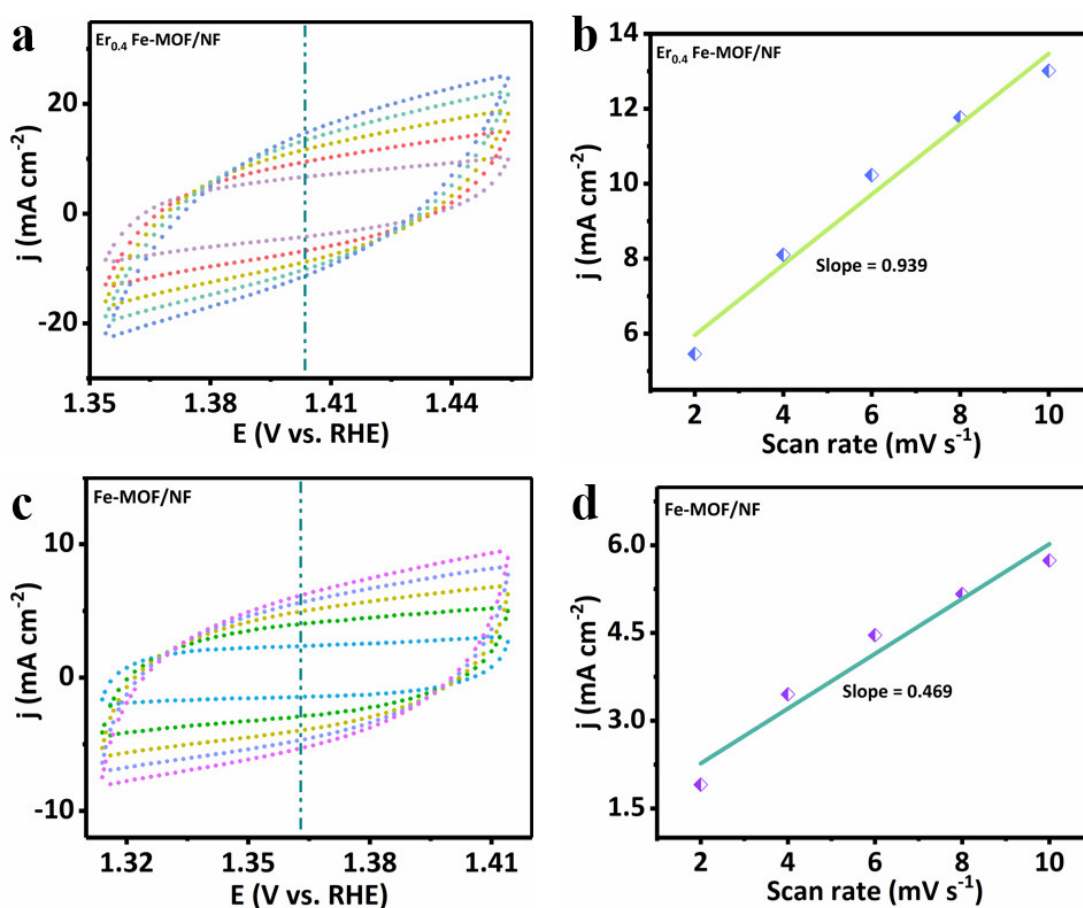 a
Er₀.₄ Fe-MOF/NF
20
0
-20
j (mA cm⁻²)
1.35 1.38 1.41 1.44
E (V vs. RHE)
b
Er₀.₄ Fe-MOF/NF
14
12
10
8
6
j (mA cm⁻²)
Slope = 0.939
2 4 6 8 10
Scan rate (mV s⁻¹)
c
Fe-MOF/NF
10
0
-10
j (mA cm⁻²)
1.32 1.35 1.38 1.41
E (V vs. RHE)
d
Fe-MOF/NF
6.0
4.5
3.0
1.5
j (mA cm⁻²)
Slope = 0.469
2 4 6 8 10
Scan rate (mV s⁻¹)